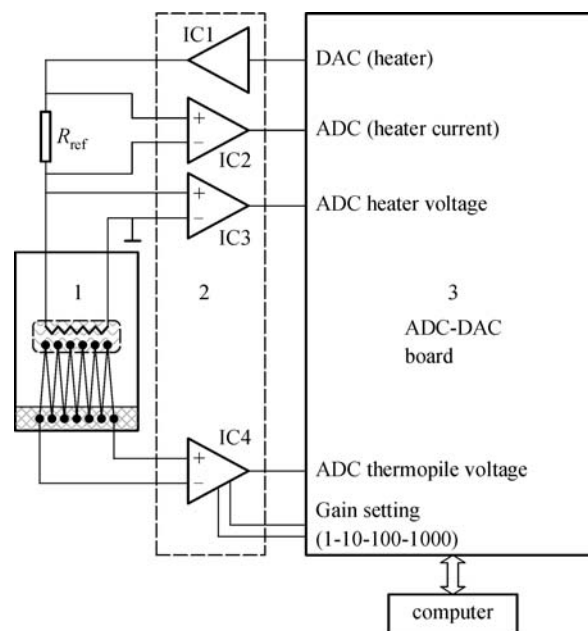 IC1
DAC (heater)
+
−
IC2
ADC (heater current)
R_ref
+
−
IC3
ADC heater voltage
1
2
3
ADC-DAC
board
IC4
+
−
ADC thermopile voltage
Gain setting
(1-10-100-1000)
computer